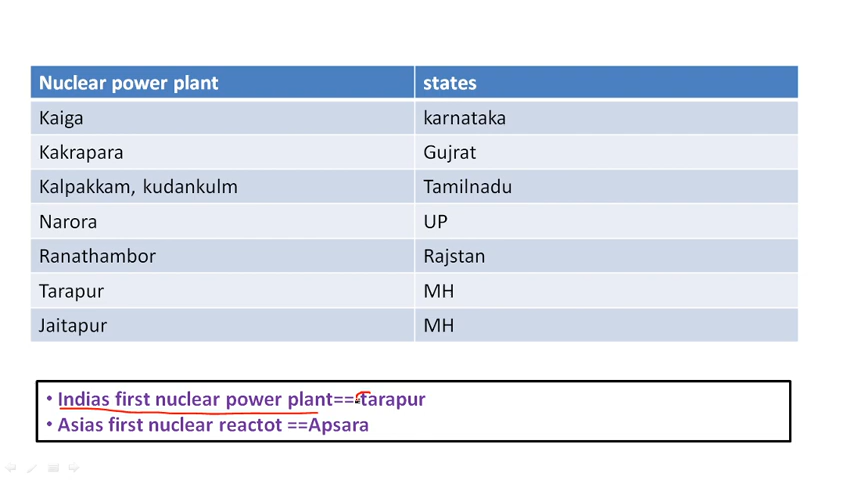 Nuclear power plant states
Kaiga karnataka
Kakrapara Gujrat
Kalpakkam, kudankulm Tamilnadu
Narora UP
Ranathambor Rajstan
Tarapur MH
Jaitapur MH
• Indias first nuclear power plant==tarapur
• Asias first nuclear reactot ==Apsara